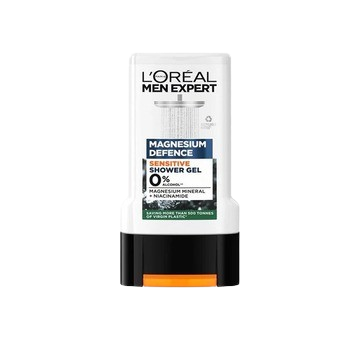 L'ORÉAL
MEN EXPERT
MAGNESIUM
DEFENCE
SENSITIVE
SHOWER GEL
0%
ALCOHOL**
MAGNESIUM MINERAL
+ NIACINAMIDE
SAVING MORE THAN 500 TONNES
OF VIRGIN PLASTIC*